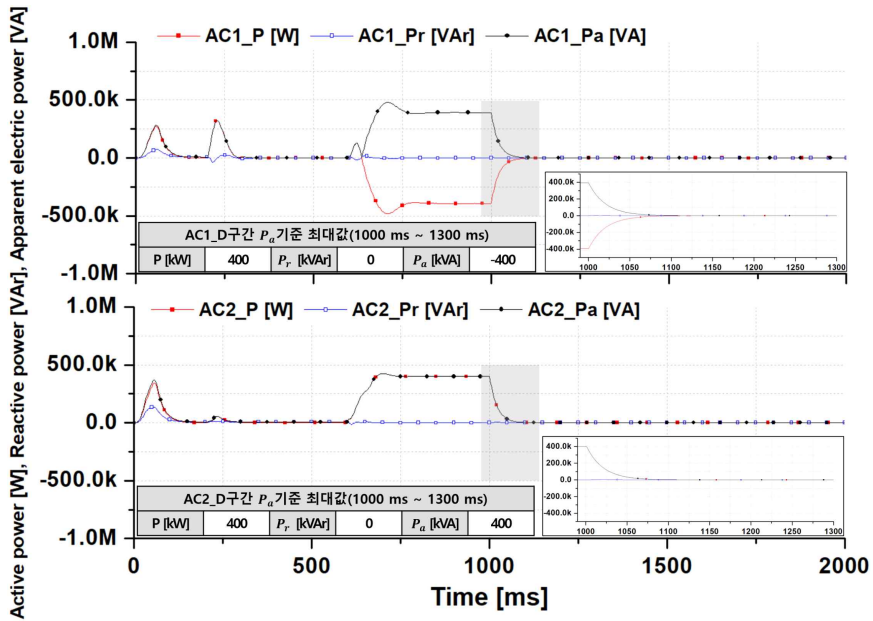 Active power [W], Reactive power [VAr], Apparent electric power [VA]
AC1_P [W] AC1_Pr [VAr] AC1_Pa [VA]
1.0M
500.0k
0.0
-500.0k
-1.0M
AC1_D구간 Pa기준 최대값(1000 ms ~ 1300 ms)
P [kW] 400 Pr [kVAr] 0 Pa [kVA] -400
400.0k
200.0k
0.0
-200.0k
-400.0k
1000 1050 1100 1150 1200 1250 1300
AC2_P [W] AC2_Pr [VAr] AC2_Pa [VA]
1.0M
500.0k
0.0
-500.0k
-1.0M
AC2_D구간 Pa기준 최대값(1000 ms ~ 1300 ms)
P [kW] 400 Pr [kVAr] 0 Pa [kVA] 400
400.0k
200.0k
0.0
-200.0k
-400.0k
1000 1050 1100 1150 1200 1250 1300
0 500 1000 1500 2000
Time [ms]